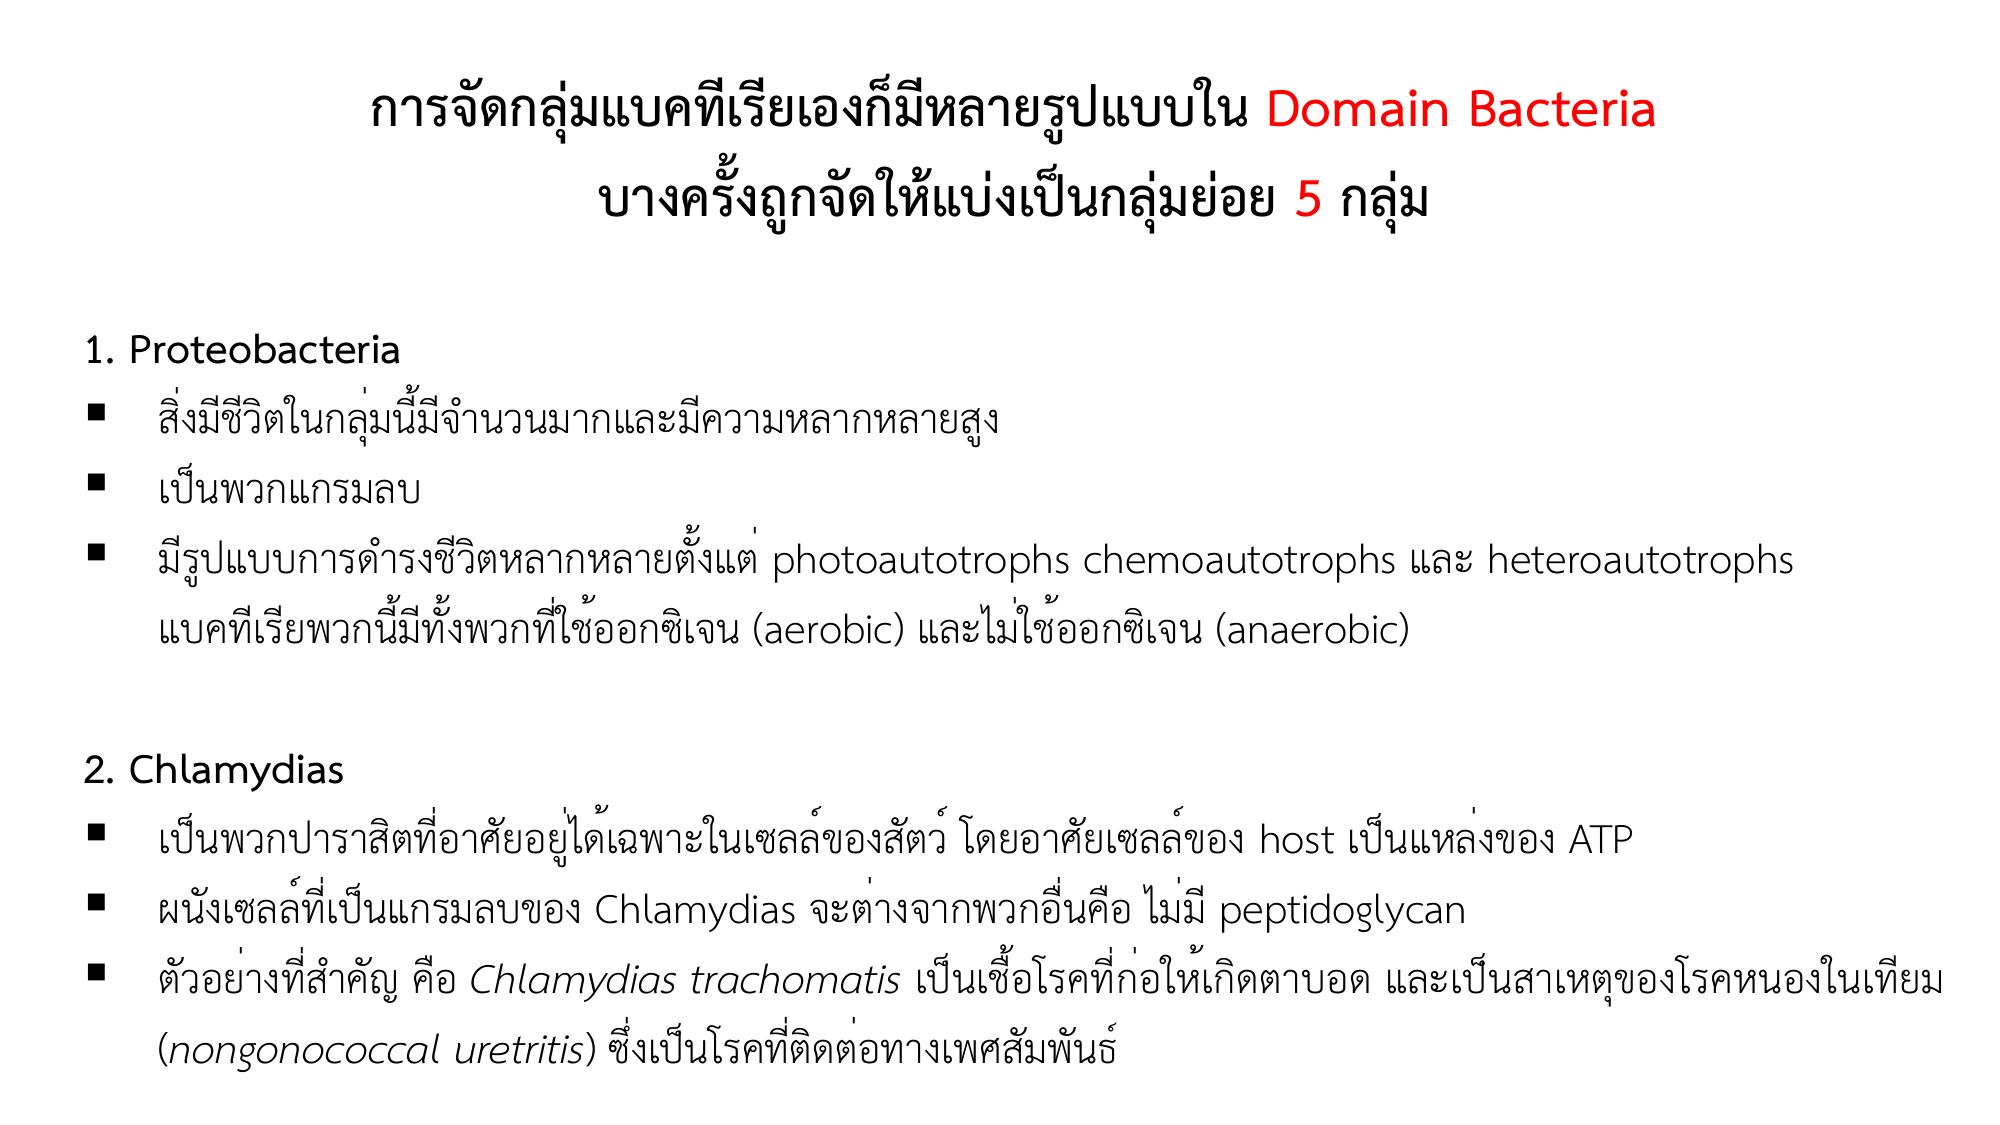 การจัดกลุ่มแบคทีเรียเองก็มีหลายรูปแบบใน Domain Bacteria
บางครั้งถูกจัดให้แบ่งเป็นกลุ่มย่อย 5 กลุ่ม
1. Proteobacteria
▪ สิ่งมีชีวิตในกลุ่มนี้มีจำนวนมากและมีความหลากหลายสูง
▪ เป็นพวกแกรมลบ
▪ มีรูปแบบการดำรงชีวิตหลากหลายตั้งแต่ photoautotrophs chemoautotrophs และ heteroautotrophs
แบคทีเรียพวกนี้มีทั้งพวกที่ใช้ออกซิเจน (aerobic) และไม่ใช้ออกซิเจน (anaerobic)
2. Chlamydias
▪ เป็นพวกปาราสิตที่อาศัยอยู่ได้เฉพาะในเซลล์ของสัตว์ โดยอาศัยเซลล์ของ host เป็นแหล่งของ ATP
▪ ผนังเซลล์ที่เป็นแกรมลบของ Chlamydias จะต่างจากพวกอื่นคือ ไม่มี peptidoglycan
▪ ตัวอย่างที่สำคัญ คือ Chlamydias trachomatis เป็นเชื้อโรคที่ก่อให้เกิดตาบอด และเป็นสาเหตุของโรคหนองในเทียม
(nongonococcal uretritis) ซึ่งเป็นโรคที่ติดต่อทางเพศสัมพันธ์